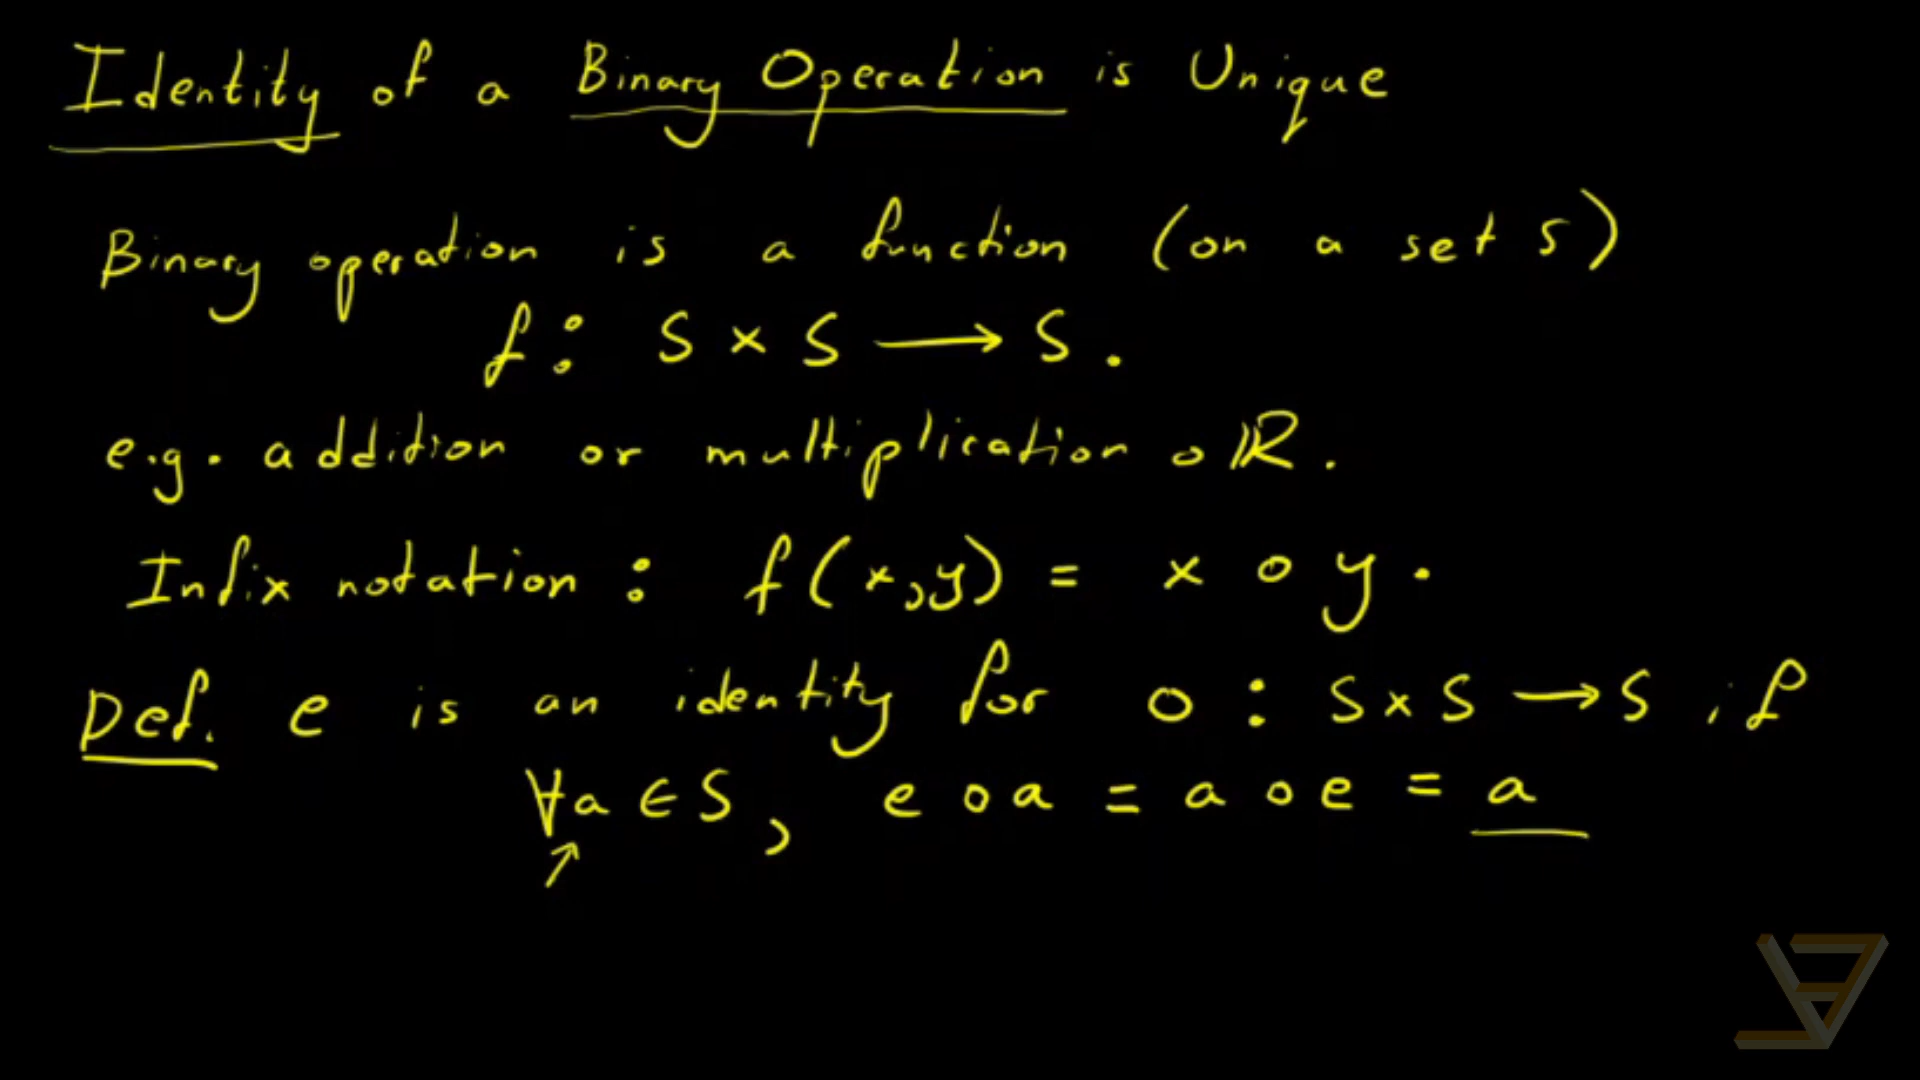 Identity of a Binary Operation is Unique
Binary operation is a function (on a set S)
f : S × S ⟶ S .
e.g. addition or multiplication o ℝ .
Infix notation : f(x,y) = x ∘ y .
Def. e is an identity for ∘ : S × S ⟶ S if
∀a ∈ S , e ∘ a = a ∘ e = a